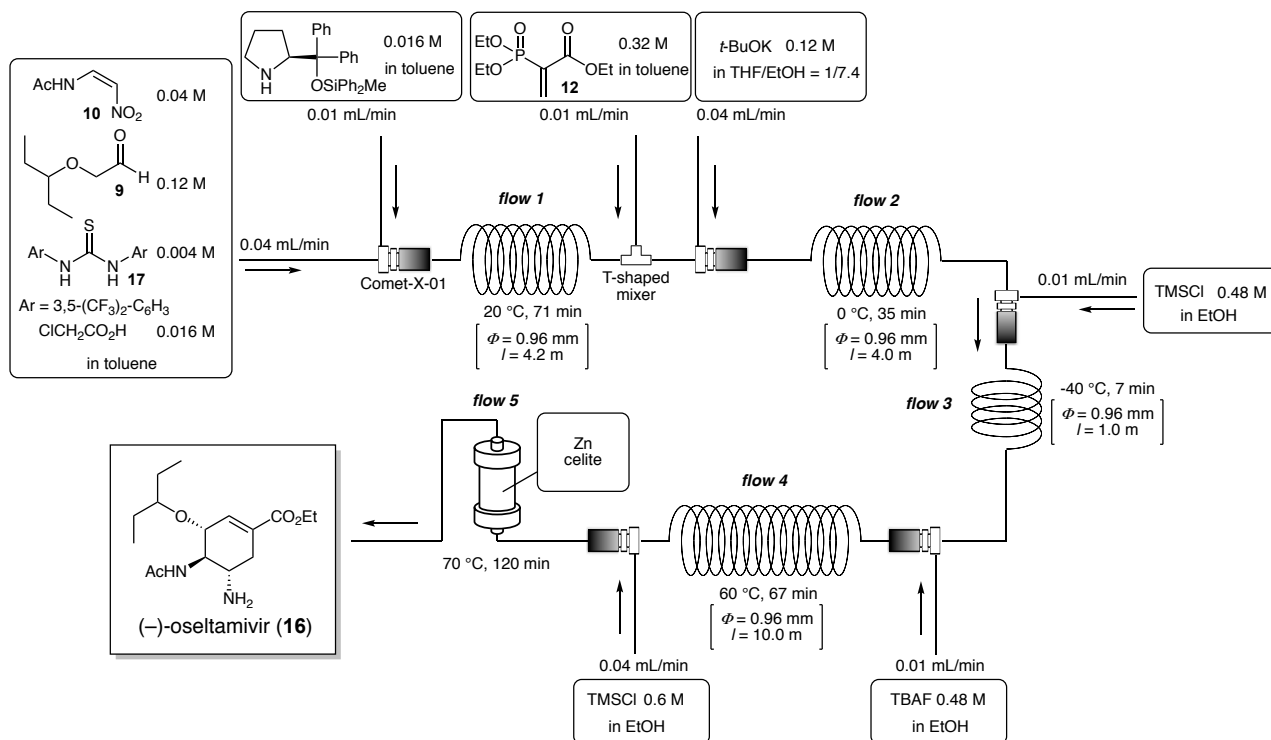 AcHN
NO2
10
0.04 M
O
O
H
9
0.12 M
S
Ar
N
H
N
H
Ar
17
0.004 M
Ar = 3,5-(CF3)2-C6H3
ClCH2CO2H
0.016 M
in toluene
0.04 mL/min
Ph
Ph
N
H
OSiPh2Me
0.016 M
in toluene
0.01 mL/min
O
EtO
P
EtO
O
OEt
12
0.32 M
in toluene
0.01 mL/min
t-BuOK 0.12 M
in THF/EtOH = 1/7.4
0.04 mL/min
Comet-X-01
flow 1
20 °C, 71 min
Φ = 0.96 mm
l = 4.2 m
T-shaped
mixer
flow 2
0 °C, 35 min
Φ = 0.96 mm
l = 4.0 m
0.01 mL/min
TMSCl 0.48 M
in EtOH
flow 3
-40 °C, 7 min
Φ = 0.96 mm
l = 1.0 m
0.01 mL/min
TBAF 0.48 M
in EtOH
flow 4
60 °C, 67 min
Φ = 0.96 mm
l = 10.0 m
0.04 mL/min
TMSCl 0.6 M
in EtOH
flow 5
Zn
celite
70 °C, 120 min
O
CO2Et
AcHN
NH2
(–)-oseltamivir (16)